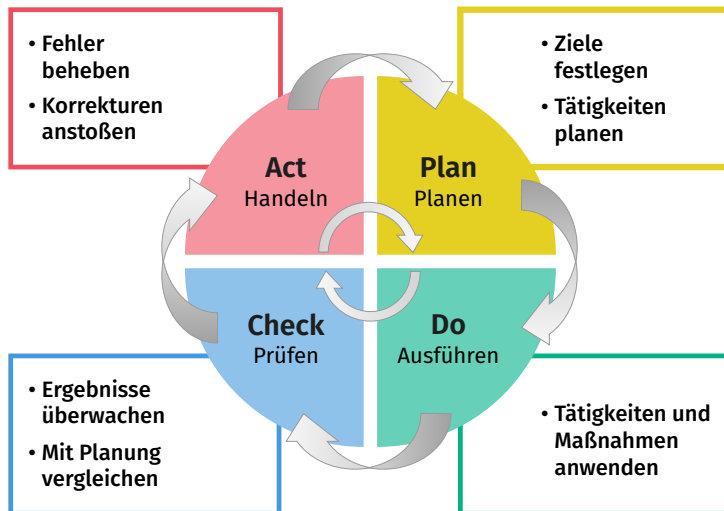 • Fehler
beheben
• Korrekturen
anstoßen
• Ziele
festlegen
• Tätigkeiten
planen
Act
Handeln
Plan
Planen
Check
Prüfen
Do
Ausführen
• Ergebnisse
überwachen
• Mit Planung
vergleichen
• Tätigkeiten und
Maßnahmen
anwenden